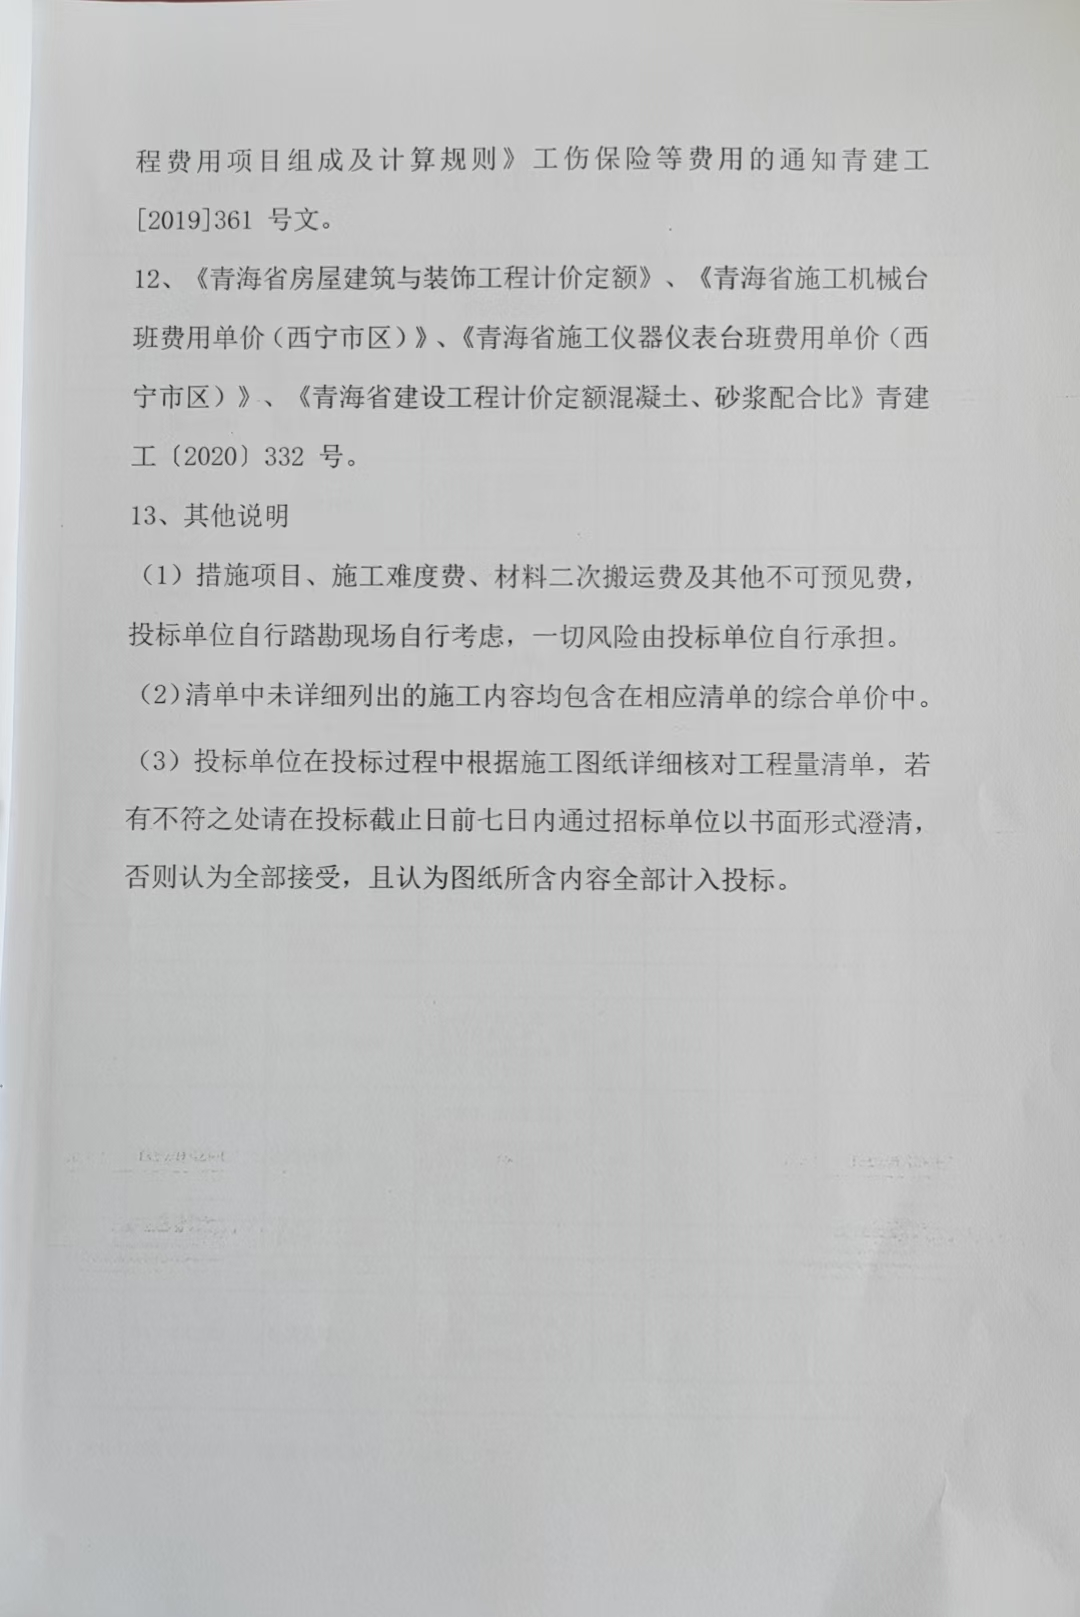 程费用项目组成及计算规则》工伤保险等费用的通知青建工
[2019]361 号文。
12、《青海省房屋建筑与装饰工程计价定额》、《青海省施工机械台
班费用单价（西宁市区）》、《青海省施工仪器仪表台班费用单价（西
宁市区）》、《青海省建设工程计价定额混凝土、砂浆配合比》青建
工〔2020〕332 号。
13、其他说明
（1）措施项目、施工难度费、材料二次搬运费及其他不可预见费，
投标单位自行踏勘现场自行考虑，一切风险由投标单位自行承担。
（2）清单中未详细列出的施工内容均包含在相应清单的综合单价中。
（3）投标单位在投标过程中根据施工图纸详细核对工程量清单，若
有不符之处请在投标截止日前七日内通过招标单位以书面形式澄清，
否则认为全部接受，且认为图纸所含内容全部计入投标。